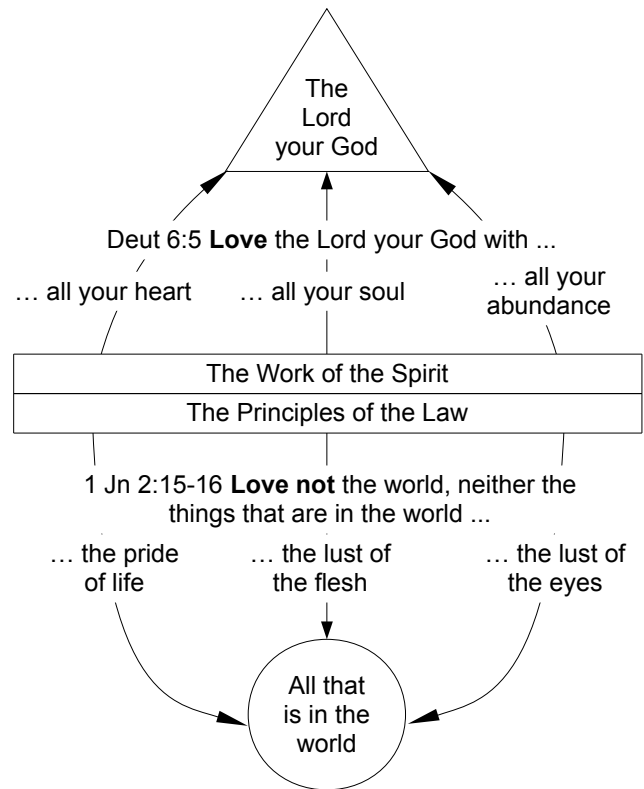 The
Lord
your God
Deut 6:5 Love the Lord your God with ...
… all your heart
… all your soul
… all your
abundance
The Work of the Spirit
The Principles of the Law
1 Jn 2:15-16 Love not the world, neither the
things that are in the world ...
… the pride
of life
… the lust of
the flesh
… the lust of
the eyes
All that
is in the
world